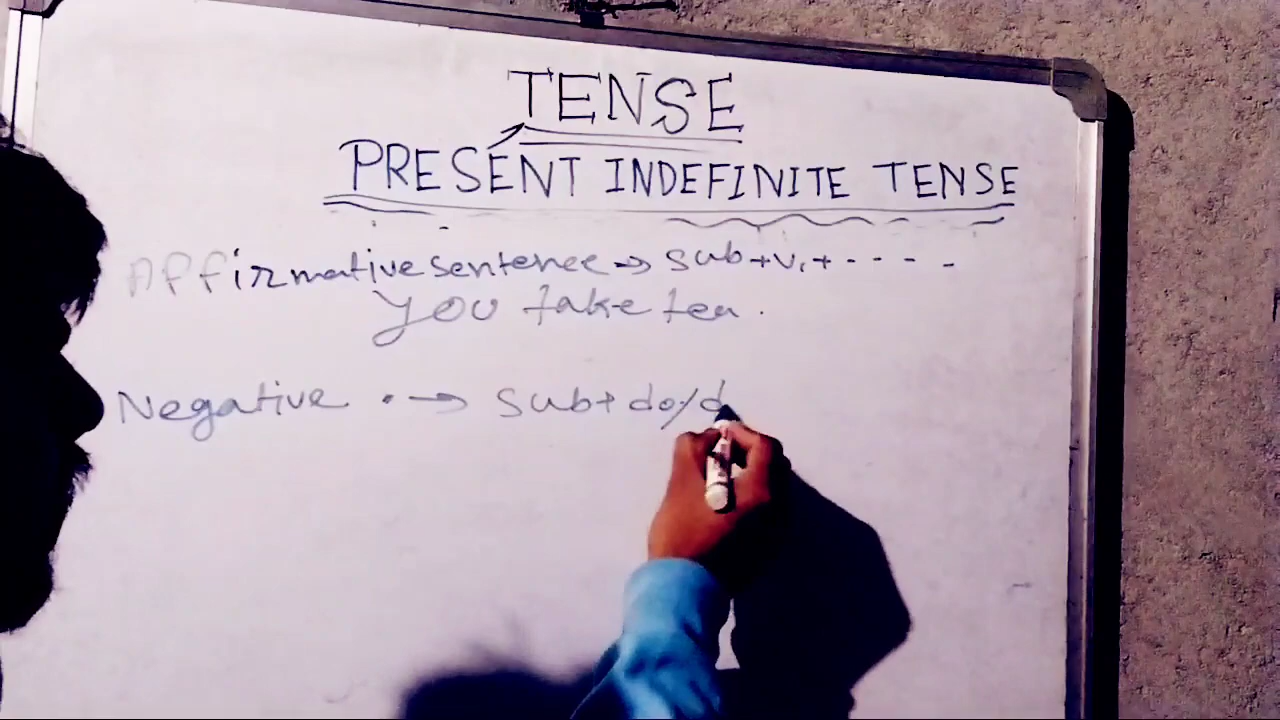 TENSE
PRESENT INDEFINITE TENSE
Affirmative sentence → sub+v₁+ - - - -
You take tea.
Negative • → Sub+do/d